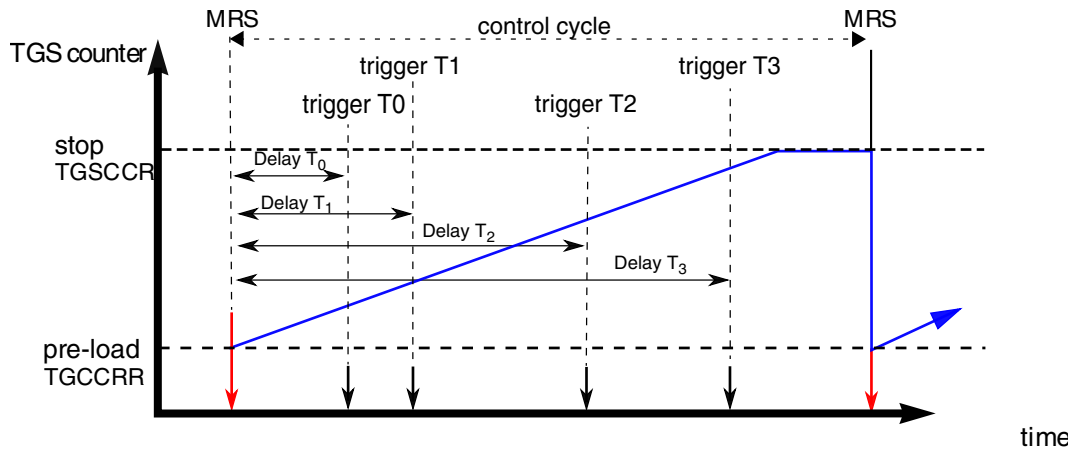 MRS
MRS
control cycle
TGS counter
trigger T1
trigger T3
trigger T0
trigger T2
stop
TGSCCR
Delay T0
Delay T1
Delay T2
Delay T3
pre-load
TGCCRR
time